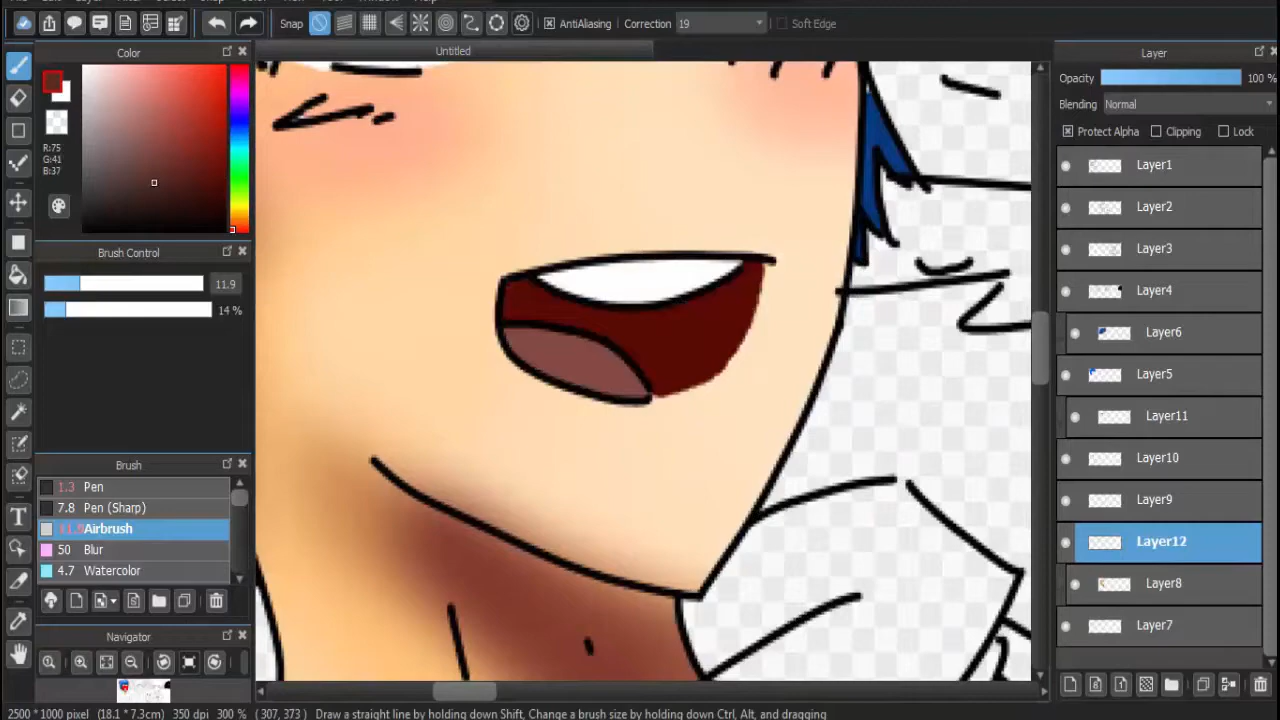 Snap AntiAliasing Correction 19 Soft Edge
Color Untitled Layer
Opacity 100 %
Blending Normal
Protect Alpha Clipping Lock
R:75
G:41
B:37
Layer1
Layer2
Layer3
Layer4
Layer6
Layer5
Layer11
Layer10
Layer9
Layer12
Layer8
Layer7
Brush Control
11.9
14 %
Brush
1.3 Pen
7.8 Pen (Sharp)
11.9 Airbrush
50 Blur
4.7 Watercolor
Navigator
2500 * 1000 pixel (18.1 * 7.3cm) 350 dpi 300 % ( 307, 373 ) Draw a straight line by holding down Shift, Change a brush size by holding down Ctrl, Alt, and dragging